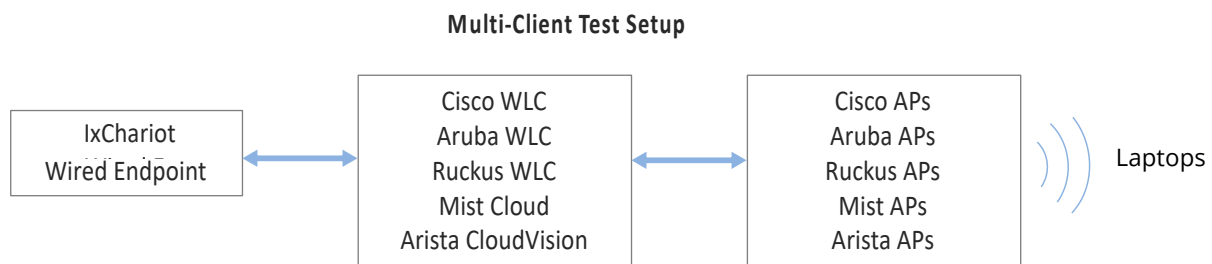 Multi-Client Test Setup
IxChariot
Wired Endpoint
Cisco WLC
Aruba WLC
Ruckus WLC
Mist Cloud
Arista CloudVision
Cisco APs
Aruba APs
Ruckus APs
Mist APs
Arista APs
Laptops